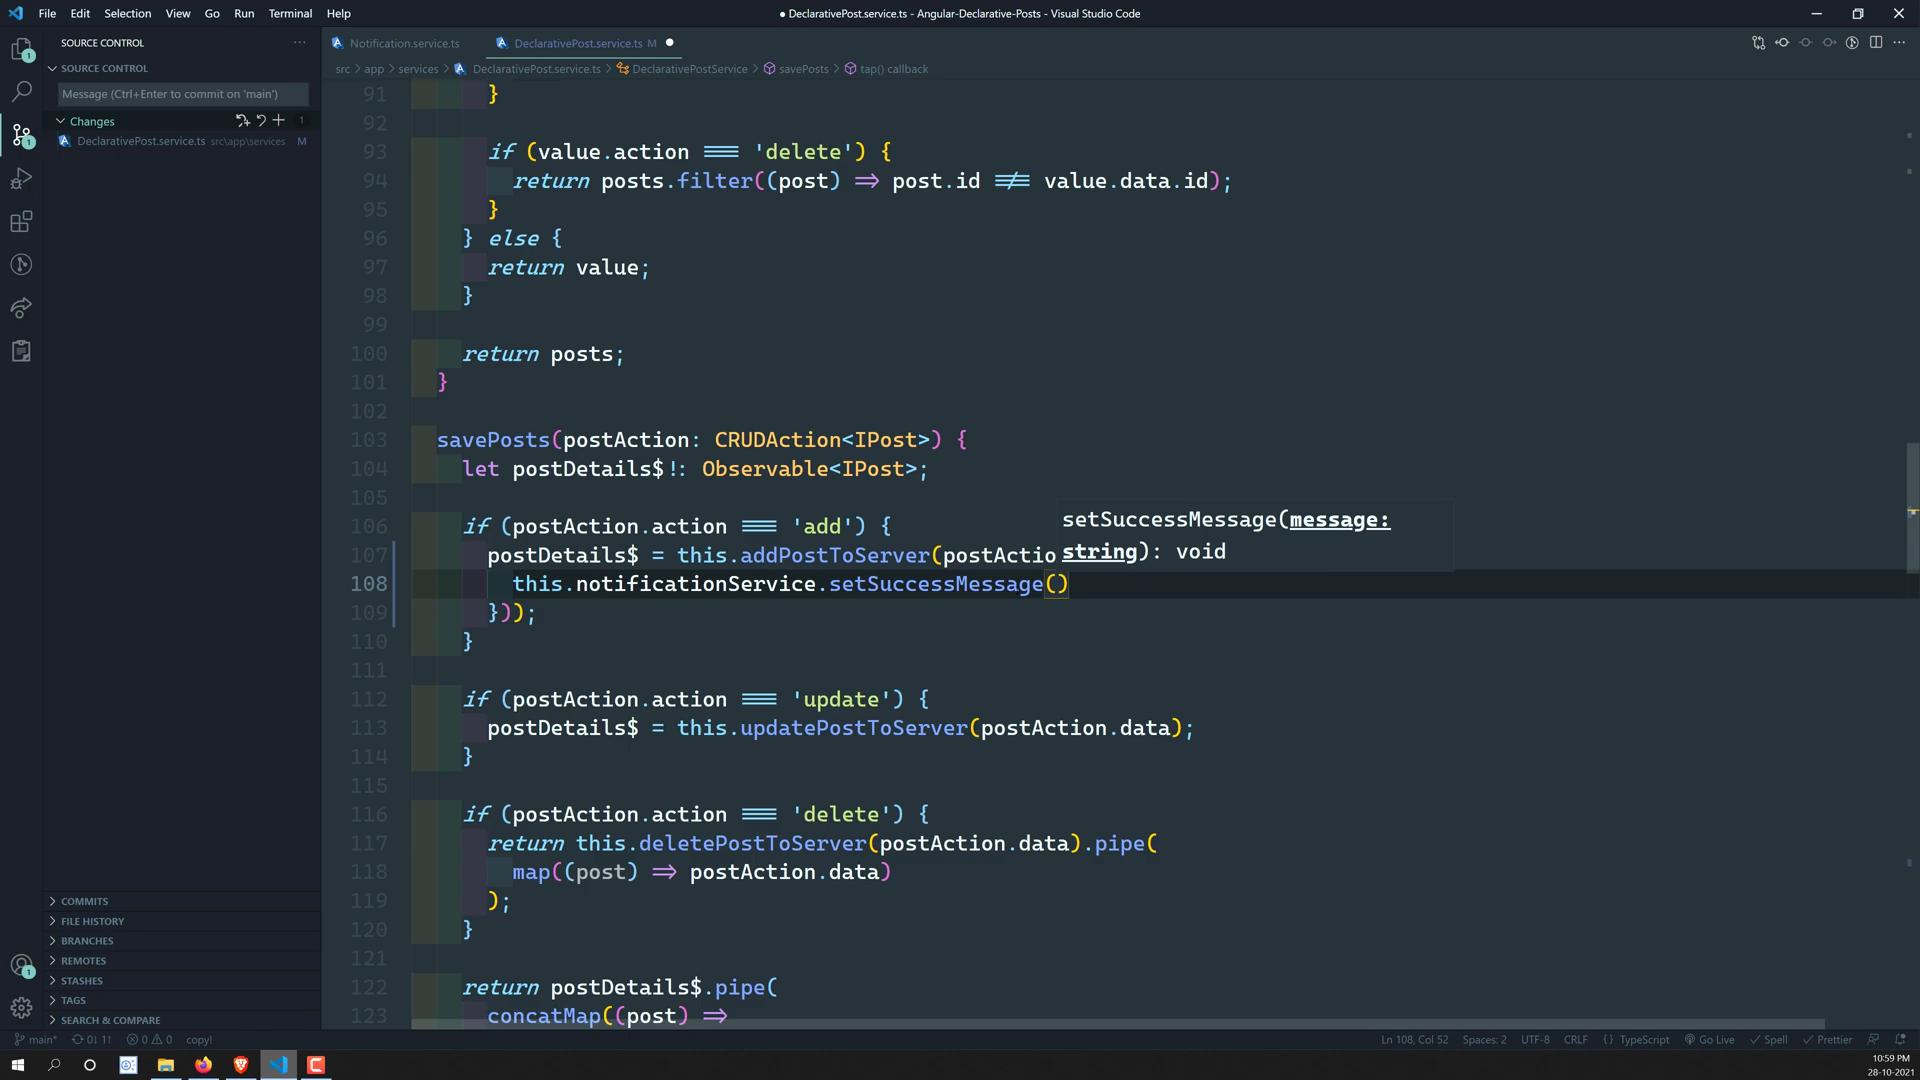 File Edit Selection View Go Run Terminal Help
● DeclarativePost.service.ts - Angular-Declarative-Posts - Visual Studio Code
SOURCE CONTROL
SOURCE CONTROL
Message (Ctrl+Enter to commit on 'main')
Changes 1
DeclarativePost.service.ts src\app\services M
COMMITS
FILE HISTORY
BRANCHES
REMOTES
STASHES
TAGS
SEARCH & COMPARE
Notification.service.ts DeclarativePost.service.ts M
src > app > services > DeclarativePost.service.ts > DeclarativePostService > savePosts > tap() callback
91 }
92
93 if (value.action === 'delete') {
94 return posts.filter((post) => post.id !== value.data.id);
95 }
96 } else {
97 return value;
98 }
99
100 return posts;
101 }
102
103 savePosts(postAction: CRUDAction<IPost>) {
104 let postDetails$!: Observable<IPost>;
105
106 if (postAction.action === 'add') {
107 postDetails$ = this.addPostToServer(postActio
setSuccessMessage(message:
string): void
108 this.notificationService.setSuccessMessage()
109 }));
110 }
111
112 if (postAction.action === 'update') {
113 postDetails$ = this.updatePostToServer(postAction.data);
114 }
115
116 if (postAction.action === 'delete') {
117 return this.deletePostToServer(postAction.data).pipe(
118 map((post) => postAction.data)
119 );
120 }
121
122 return postDetails$.pipe(
123 concatMap((post) =>
main* 0↓ 1↑ 0 0 copy!
Ln 108, Col 52 Spaces: 2 UTF-8 CRLF {} TypeScript Go Live Spell Prettier
10:59 PM
28-10-2021